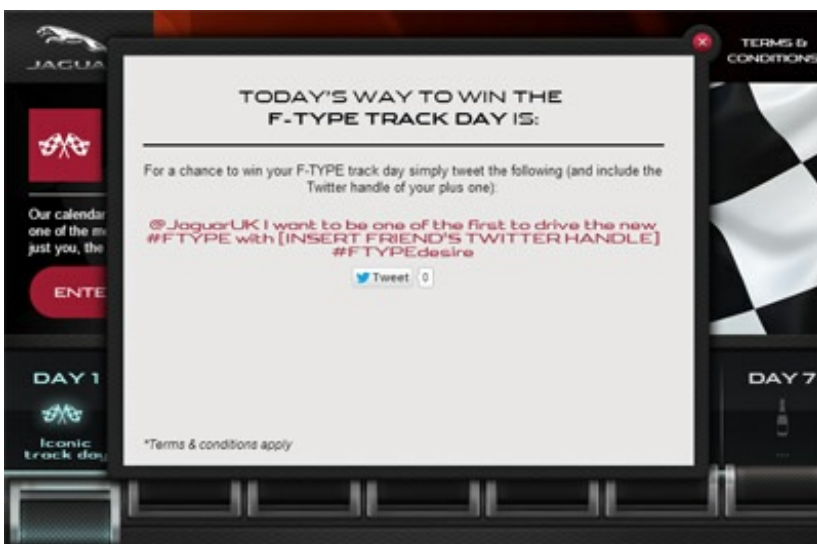 JAGUA
TERMS &
CONDITIONS
TODAY'S WAY TO WIN THE
F-TYPE TRACK DAY IS:
For a chance to win your F-TYPE track day simply tweet the following (and include the
Twitter handle of your plus one):
@JaguarUK I want to be one of the first to drive the new
#FTYPE with [INSERT FRIEND'S TWITTER HANDLE]
#FTYPEdesire
Tweet 0
*Terms & conditions apply
Our calendar
one of the m
just you, the
ENTE
DAY 1
Iconic
track day
DAY 7
...